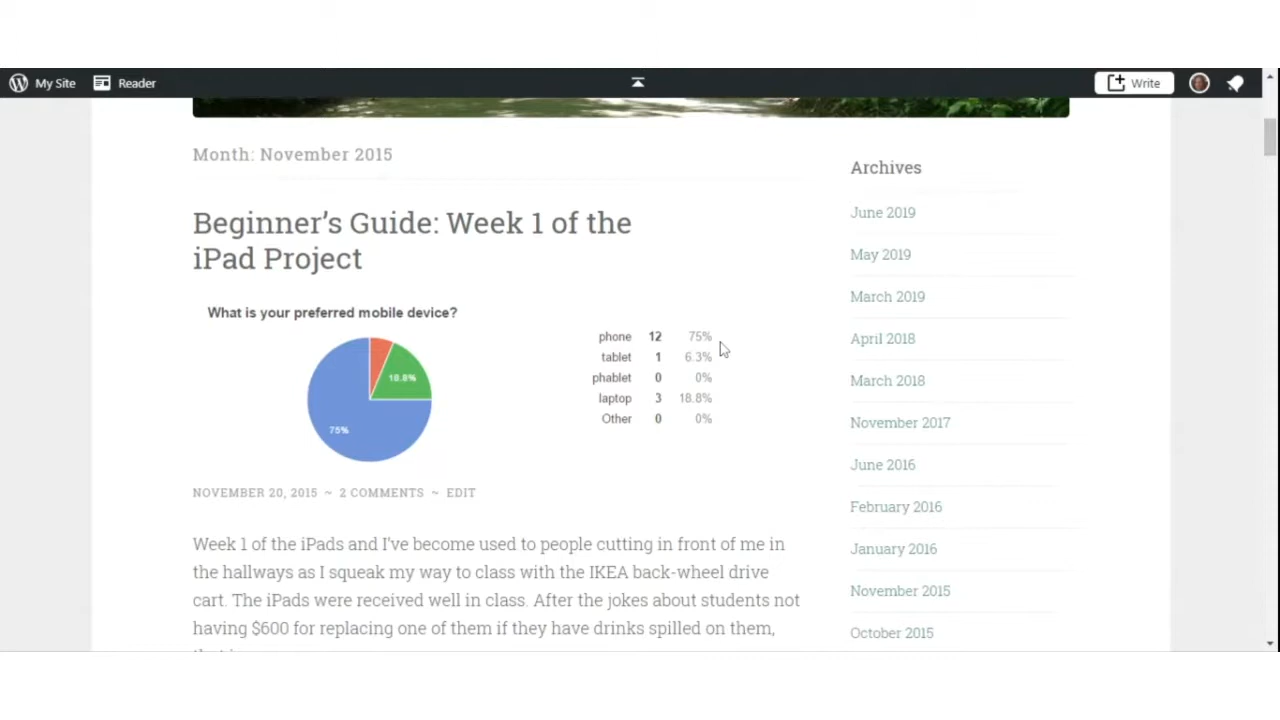 My Site Reader Write
Month: November 2015
Beginner's Guide: Week 1 of the
iPad Project
What is your preferred mobile device?
phone 12 75%
tablet 1 6.3%
phablet 0 0%
laptop 3 18.8%
Other 0 0%
18.8%
75%
NOVEMBER 20, 2015 ~ 2 COMMENTS ~ EDIT
Week 1 of the iPads and I've become used to people cutting in front of me in
the hallways as I squeak my way to class with the IKEA back-wheel drive
cart. The iPads were received well in class. After the jokes about students not
having $600 for replacing one of them if they have drinks spilled on them,
Archives
June 2019
May 2019
March 2019
April 2018
March 2018
November 2017
June 2016
February 2016
January 2016
November 2015
October 2015